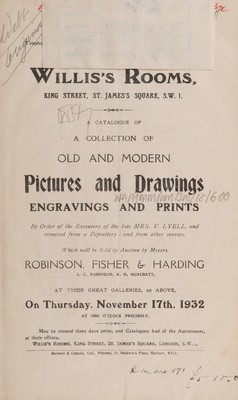 WILLIS'S ROOMS,
KING STREET, ST. JAMES'S SQUARE, S.W. 1.
A CATALOGUE OF
A COLLECTION OF
OLD AND MODERN
Pictures and Drawings
ENGRAVINGS AND PRINTS
By Order of the Executors of the late MRS. V. LYELL, and
removed from a Depository; and from other sources.
Which will be Sold by Auction by Messrs.
ROBINSON, FISHER & HARDING
AT THEIR GREAT GALLERIES, AS ABOVE,
On Thursday, November 17th, 1932
AT ONE O'CLOCK PRECISELY.
May be viewed three days prior, and Catalogues had of the Auctioneers,
at their offices,
WILLIS'S ROOMS, KING STREET, ST. JAMES'S SQUARE, LONDON, S.W. 1.